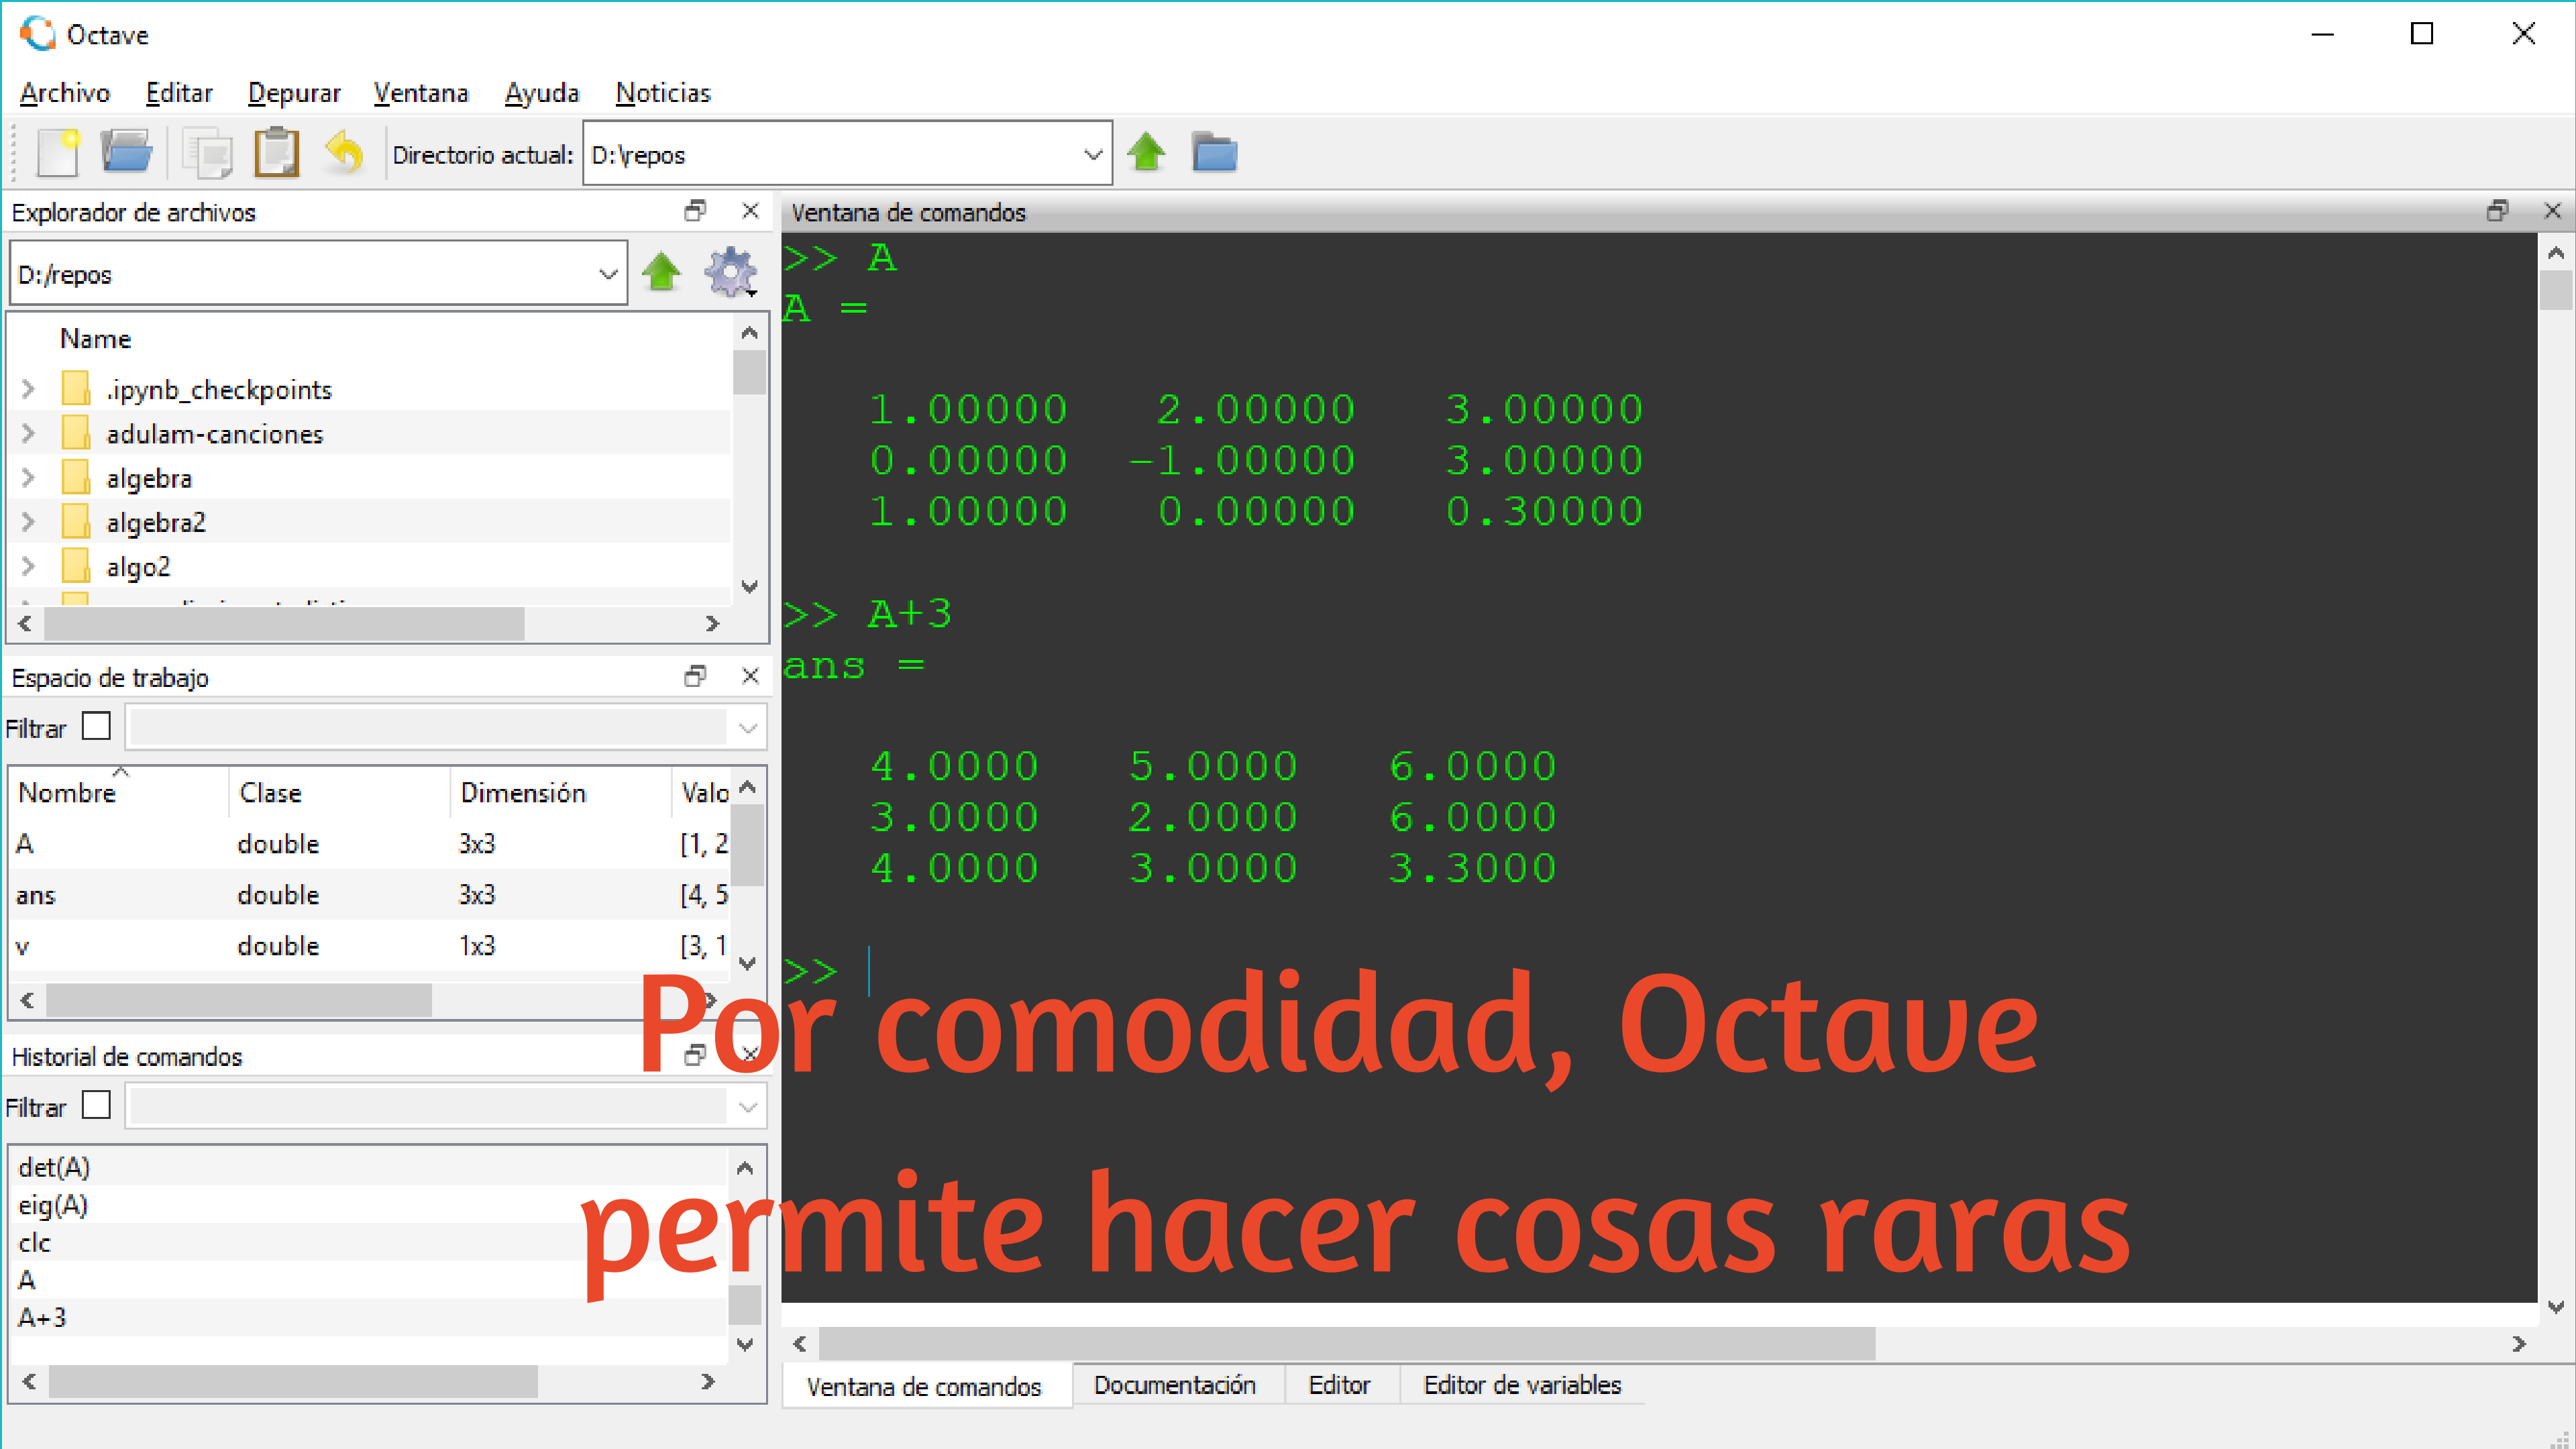 Octave
Archivo Editar Depurar Ventana Ayuda Noticias
Directorio actual: D:\repos
Explorador de archivos
D:/repos
Name
.ipynb_checkpoints
adulam-canciones
algebra
algebra2
algo2
Espacio de trabajo
Filtrar
Nombre Clase Dimensión Valo
A double 3x3 [1, 2
ans double 3x3 [4, 5
v double 1x3 [3, 1
Historial de comandos
Filtrar
det(A)
eig(A)
clc
A
A+3
Ventana de comandos
>> A
A =
1.00000 2.00000 3.00000
0.00000 -1.00000 3.00000
1.00000 0.00000 0.30000
>> A+3
ans =
4.0000 5.0000 6.0000
3.0000 2.0000 6.0000
4.0000 3.0000 3.3000
>>
Por comodidad, Octave
permite hacer cosas raras
Ventana de comandos Documentación Editor Editor de variables